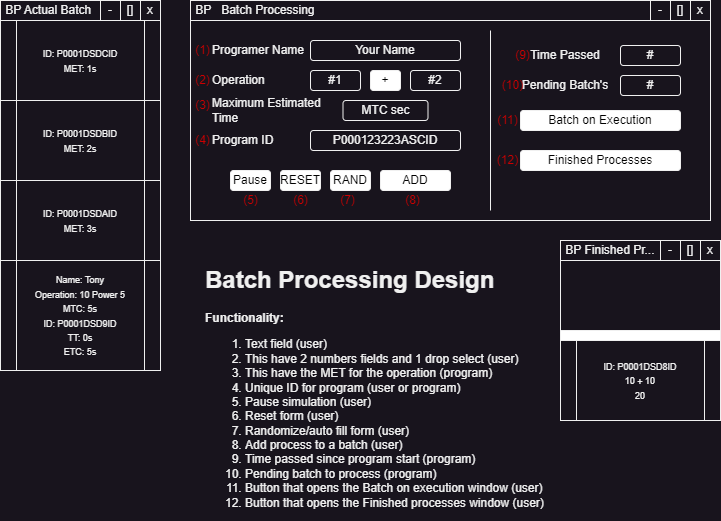 BP Actual Batch - [] x
ID: P0001DSDCID
MET: 1s
ID: P0001DSDBID
MET: 2s
ID: P0001DSDAID
MET: 3s
Name: Tony
Operation: 10 Power 5
MTC: 5s
ID: P0001DSD9ID
TT: 0s
ETC: 5s
BP Batch Processing - [] x
(1) Programer Name Your Name
(2) Operation #1 + #2
(3) Maximum Estimated
Time MTC sec
(4) Program ID P000123223ASCID
Pause RESET RAND ADD
(5) (6) (7) (8)
(9) Time Passed #
(10) Pending Batch's #
(11) Batch on Execution
(12) Finished Processes
BP Finished Pr... - [] x
ID: P0001DSD8ID
10 + 10
20
Batch Processing Design
Functionality:
1. Text field (user)
2. This have 2 numbers fields and 1 drop select (user)
3. This have the MET for the operation (program)
4. Unique ID for program (user or program)
5. Pause simulation (user)
6. Reset form (user)
7. Randomize/auto fill form (user)
8. Add process to a batch (user)
9. Time passed since program start (program)
10. Pending batch to process (program)
11. Button that opens the Batch on execution window (user)
12. Button that opens the Finished processes window (user)